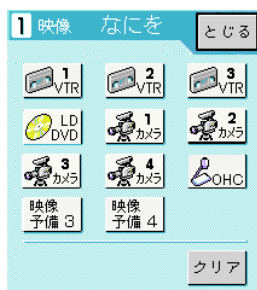 1 映像 なにを とじる
1 VTR 2 VTR 3 VTR
LD DVD 1 カメラ 2 カメラ
3 カメラ 4 カメラ OHC
映像 予備 3 映像 予備 4
クリア